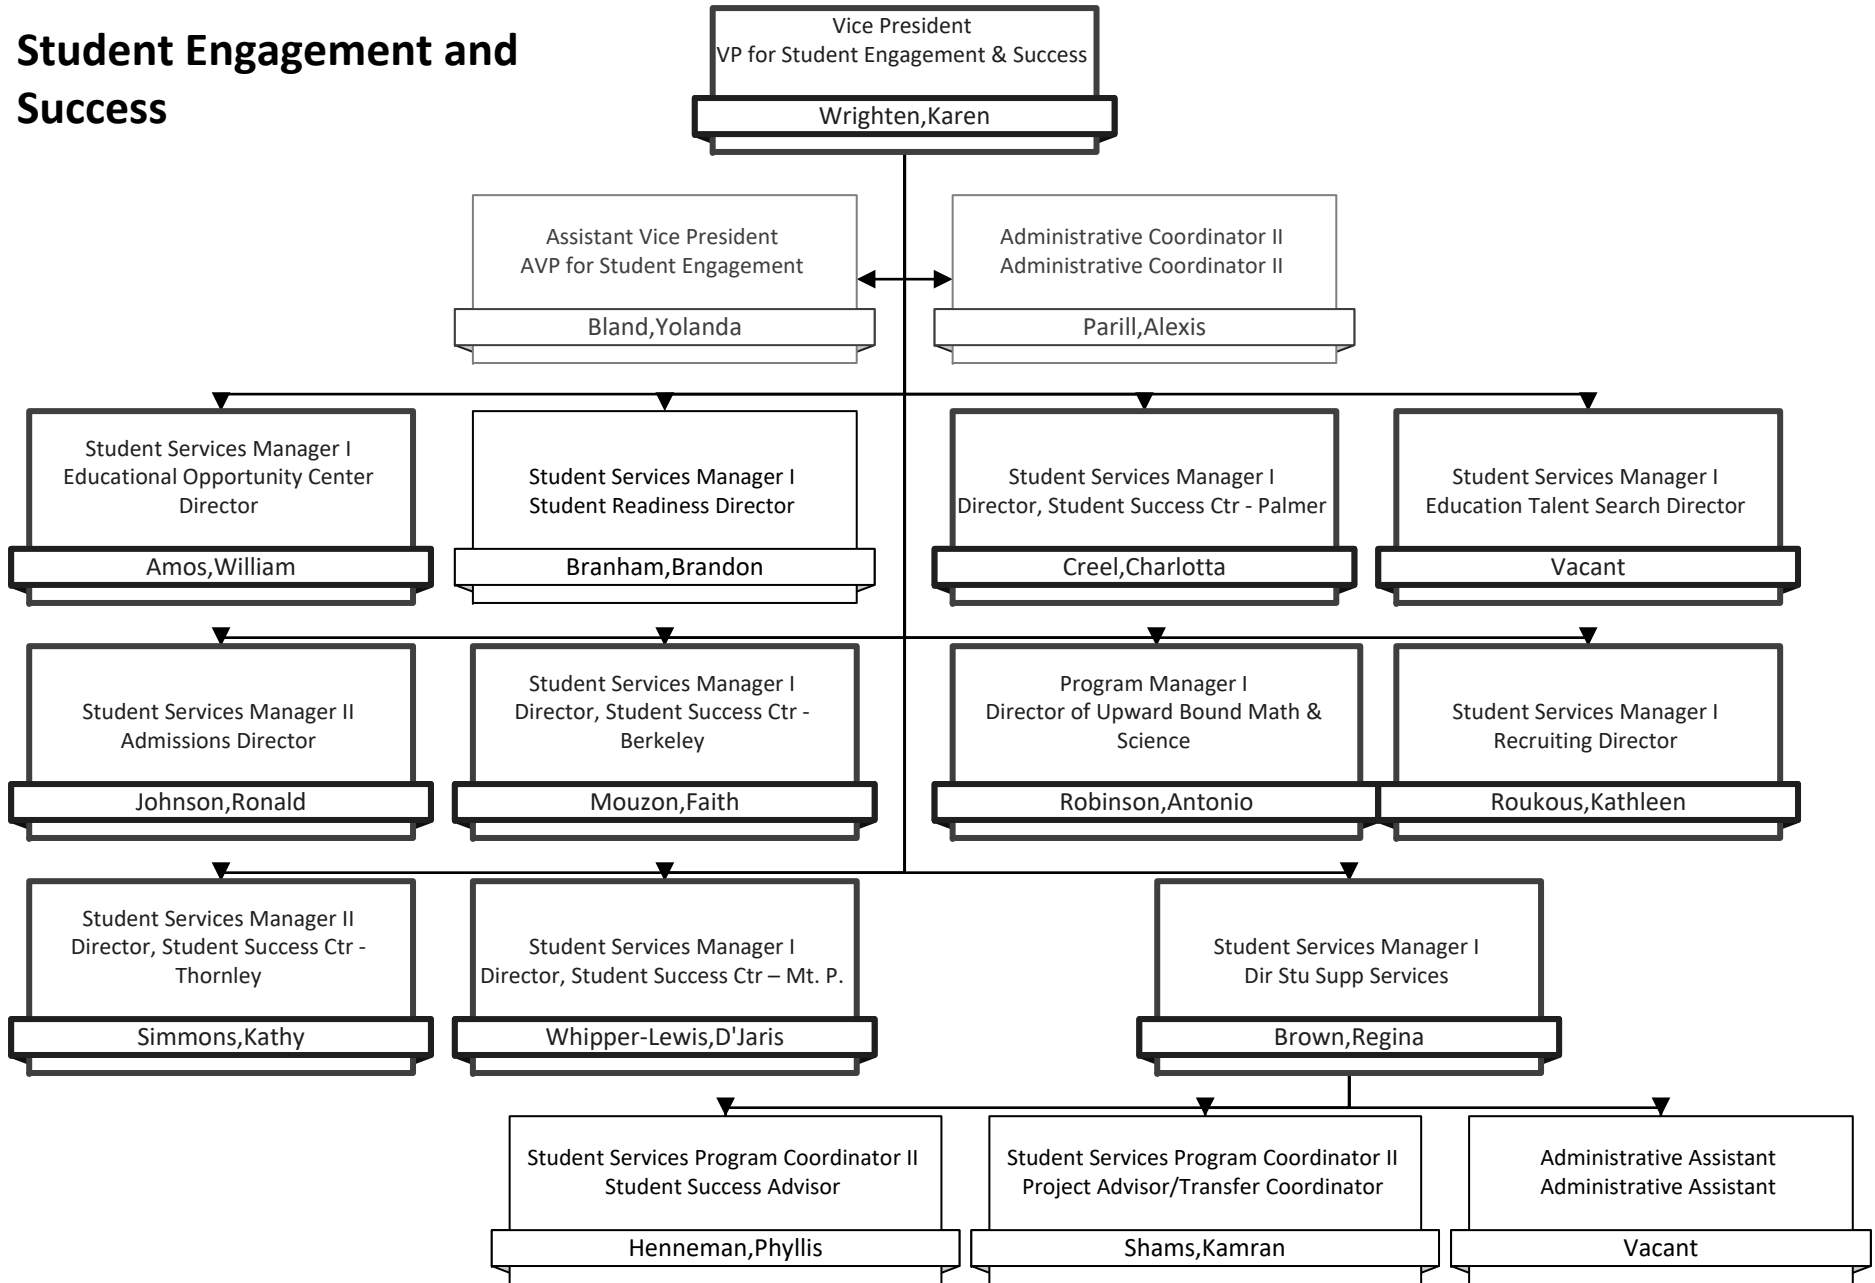 Student Engagement and
Success
Vice President
VP for Student Engagement & Success
Wrighten,Karen
Assistant Vice President
AVP for Student Engagement
Bland,Yolanda
Administrative Coordinator II
Administrative Coordinator II
Parill,Alexis
Student Services Manager I
Educational Opportunity Center
Director
Amos,William
Student Services Manager I
Student Readiness Director
Branham,Brandon
Student Services Manager I
Director, Student Success Ctr - Palmer
Creel,Charlotta
Student Services Manager I
Education Talent Search Director
Vacant
Student Services Manager II
Admissions Director
Johnson,Ronald
Student Services Manager I
Director, Student Success Ctr -
Berkeley
Mouzon,Faith
Program Manager I
Director of Upward Bound Math &
Science
Robinson,Antonio
Student Services Manager I
Recruiting Director
Roukous,Kathleen
Student Services Manager II
Director, Student Success Ctr -
Thornley
Simmons,Kathy
Student Services Manager I
Director, Student Success Ctr – Mt. P.
Whipper-Lewis,D'Jaris
Student Services Manager I
Dir Stu Supp Services
Brown,Regina
Student Services Program Coordinator II
Student Success Advisor
Henneman,Phyllis
Student Services Program Coordinator II
Project Advisor/Transfer Coordinator
Shams,Kamran
Administrative Assistant
Administrative Assistant
Vacant